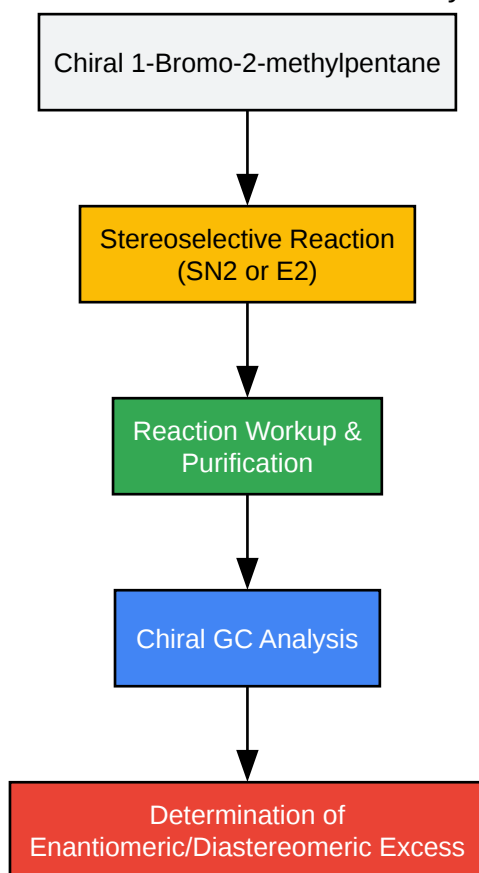 Chiral 1-Bromo-2-methylpentane
Stereoselective Reaction
(SN2 or E2)
Reaction Workup &
Purification
Chiral GC Analysis
Determination of
Enantiomeric/Diastereomeric Excess